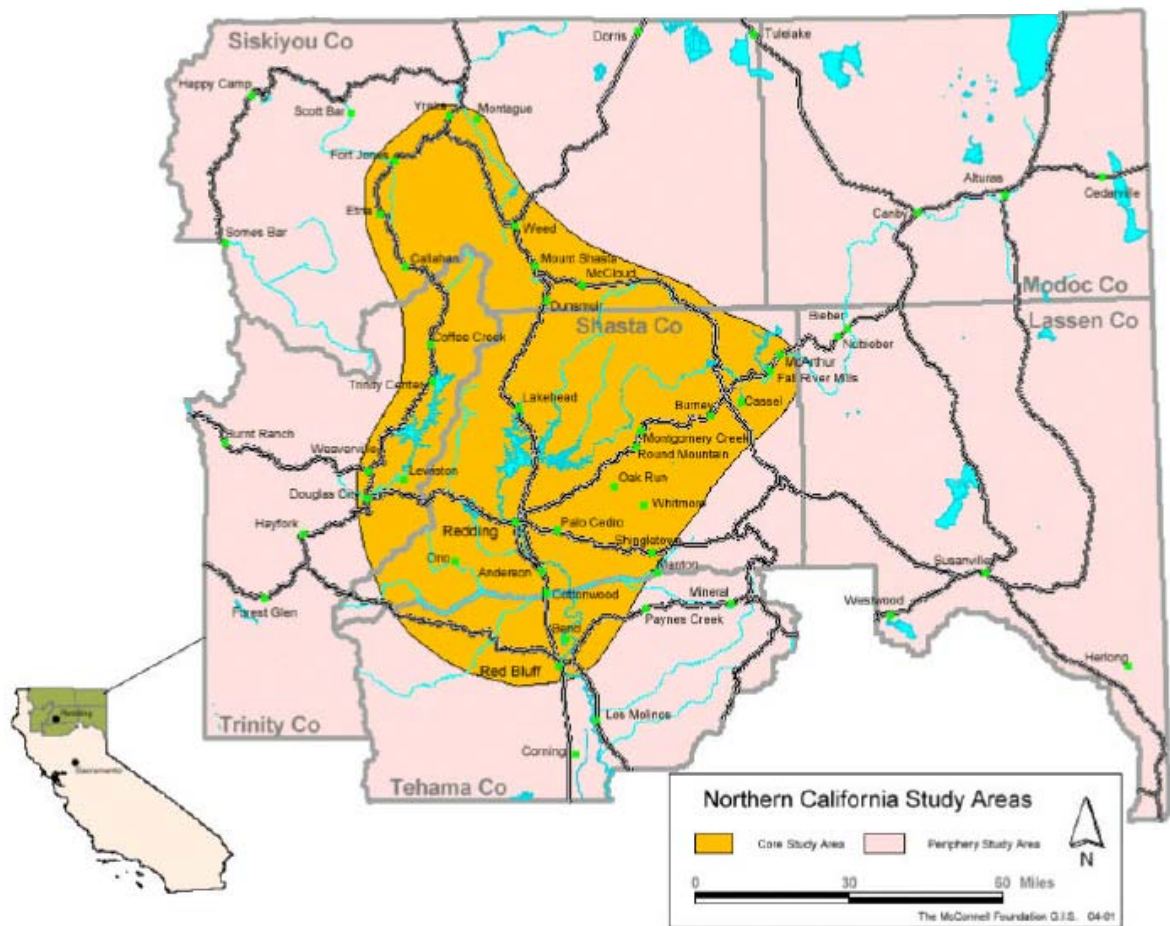 Siskiyou Co
Dorris
Tulelake
Happy Camp
Scott Bar
Yreka
Montague
Fort Jones
Alturas
Cedarville
Etna
Canby
Weed
Somes Bar
Callahan
Mount Shasta
McCloud
Modoc Co
Dunsmuir
Bieber
Lassen Co
Shasta Co
Nubieber
Coffee Creek
McArthur
Fall River Mills
Trinity Center
Lakehead
Cassel
Burney
Burnt Ranch
Montgomery Creek
Round Mountain
Weaverville
Lewiston
Oak Run
Douglas City
Whitmore
Hayfork
Redding
Palo Cedro
Shingletown
Ono
Anderson
Manton
Susanville
Cottonwood
Mineral
Forest Glen
Paynes Creek
Westwood
Bend
Red Bluff
Herlong
Trinity Co
Los Molinos
Corning
Tehama Co
Redding
Sacramento
Northern California Study Areas
Core Study Area
Periphery Study Area
N
0 30 60 Miles
The McConnell Foundation G.I.S. 04-01